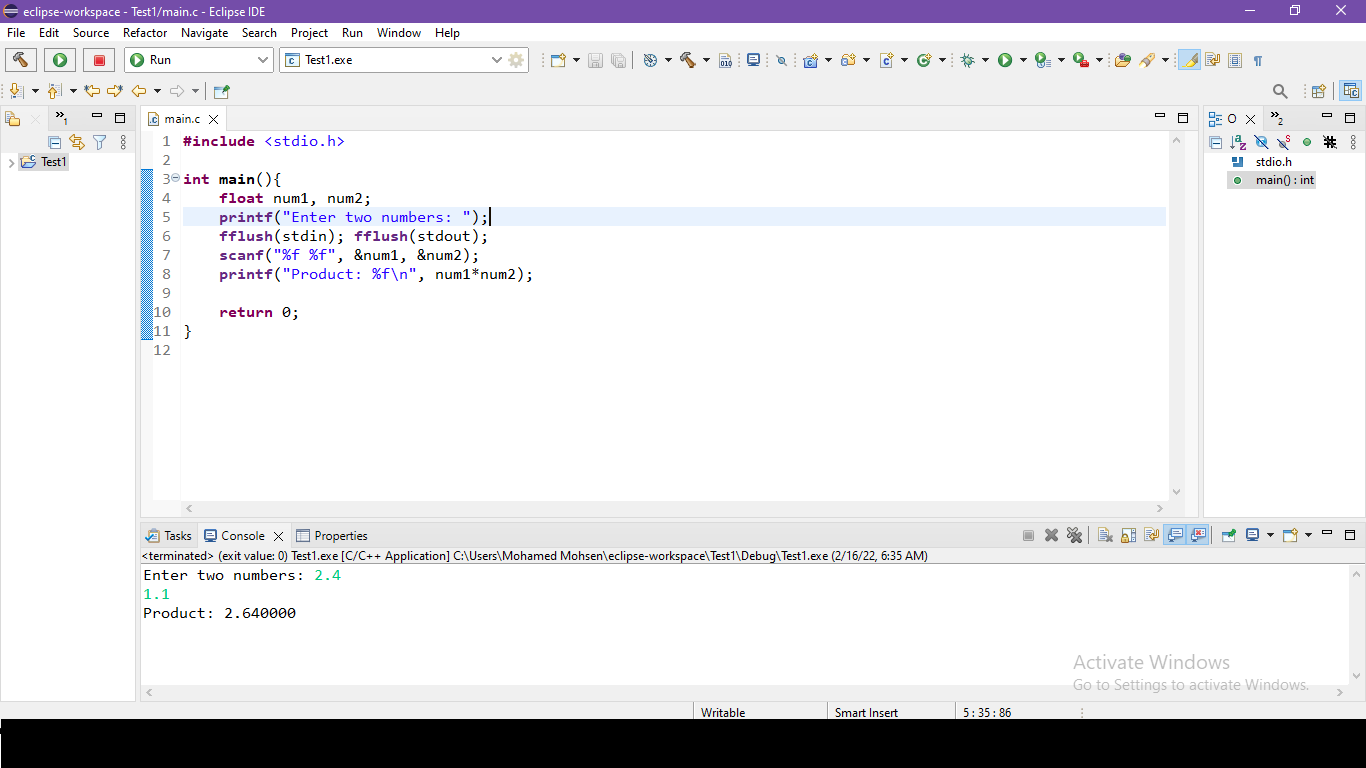 eclipse-workspace - Test1/main.c - Eclipse IDE
File Edit Source Refactor Navigate Search Project Run Window Help
Run
Test1.exe
main.c
Test1
1 #include <stdio.h>
2
3 int main(){
4 float num1, num2;
5 printf("Enter two numbers: ");
6 fflush(stdin); fflush(stdout);
7 scanf("%f %f", &num1, &num2);
8 printf("Product: %f\n", num1*num2);
9
10 return 0;
11 }
12
O
stdio.h
main() : int
Tasks Console Properties
<terminated> (exit value: 0) Test1.exe [C/C++ Application] C:\Users\Mohamed Mohsen\eclipse-workspace\Test1\Debug\Test1.exe (2/16/22, 6:35 AM)
Enter two numbers: 2.4
1.1
Product: 2.640000
Activate Windows
Go to Settings to activate Windows.
Writable Smart Insert 5 : 35 : 86